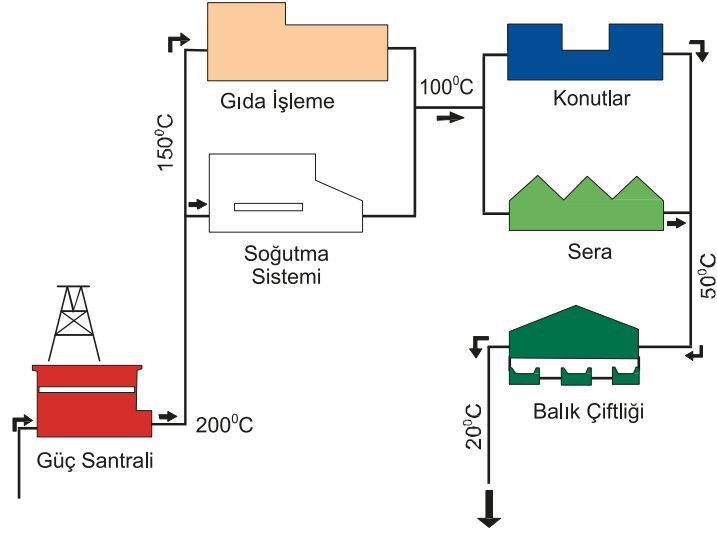 Gıda İşleme
150⁰C
Soğutma
Sistemi
Güç Santrali
200⁰C
100⁰C
Konutlar
Sera
50⁰C
Balık Çiftliği
20⁰C